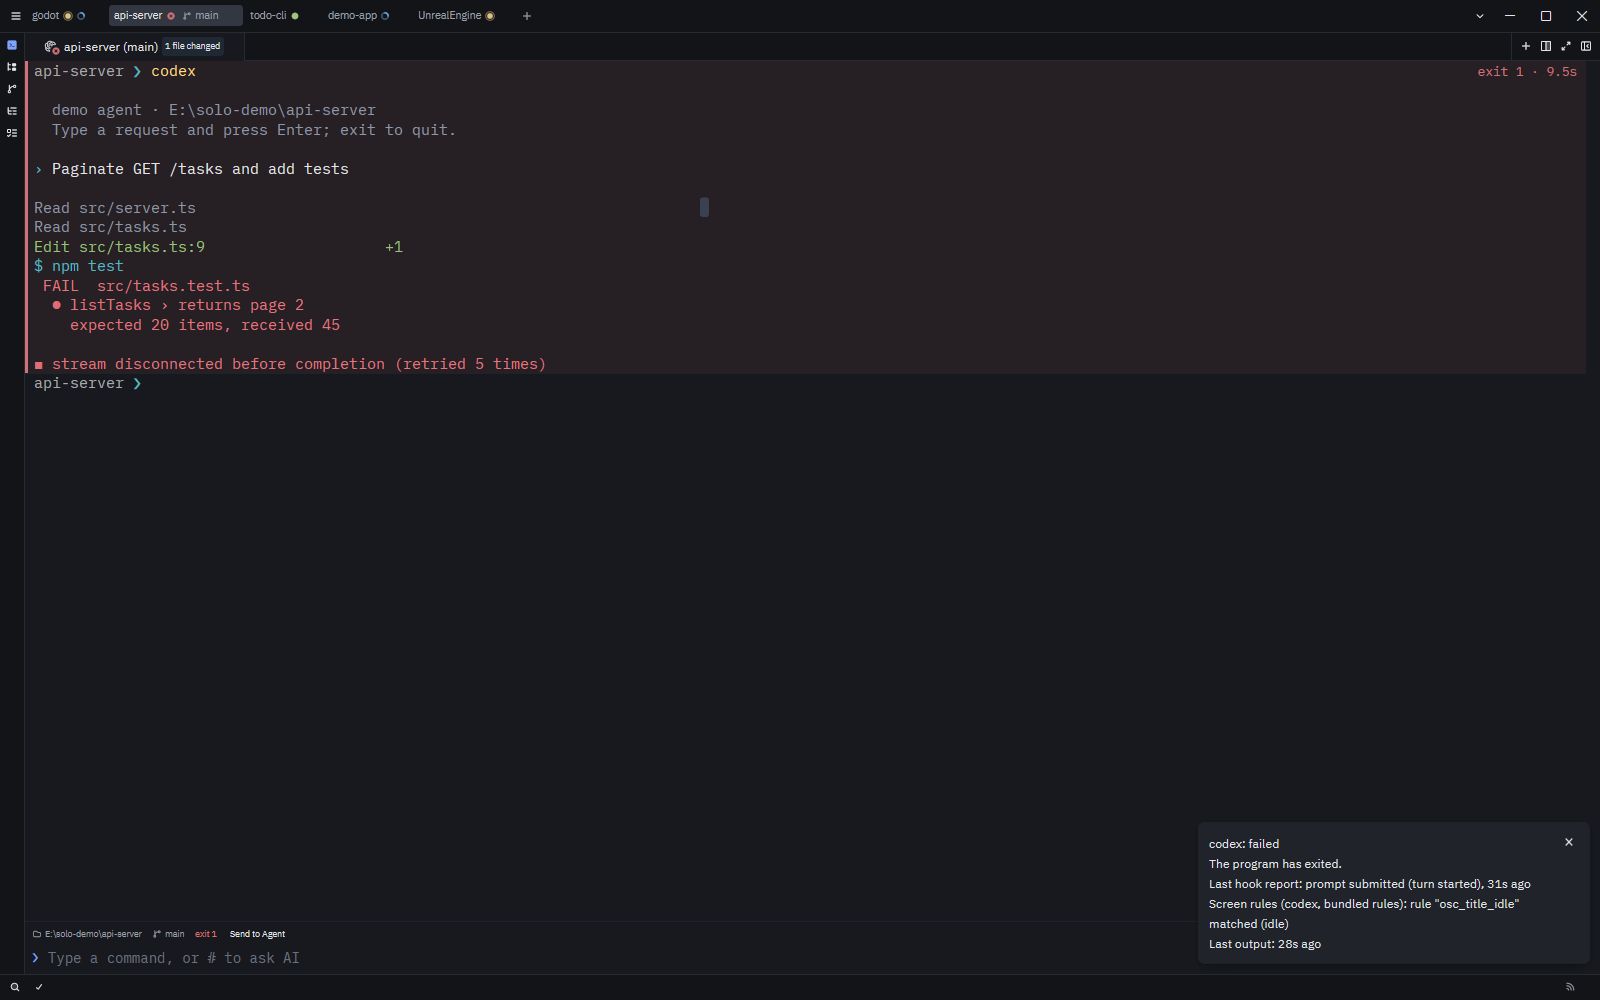 godot
api-server main
todo-cli
demo-app
UnrealEngine
api-server (main) 1 file changed
api-server ❯ codex
exit 1 · 9.5s
demo agent · E:\solo-demo\api-server
Type a request and press Enter; exit to quit.
› Paginate GET /tasks and add tests
Read src/server.ts
Read src/tasks.ts
Edit src/tasks.ts:9 +1
$ npm test
FAIL src/tasks.test.ts
● listTasks › returns page 2
expected 20 items, received 45
■ stream disconnected before completion (retried 5 times)
api-server ❯
codex: failed
The program has exited.
Last hook report: prompt submitted (turn started), 31s ago
Screen rules (codex, bundled rules): rule "osc_title_idle"
matched (idle)
Last output: 28s ago
E:\solo-demo\api-server main exit 1 Send to Agent
❯ Type a command, or # to ask AI